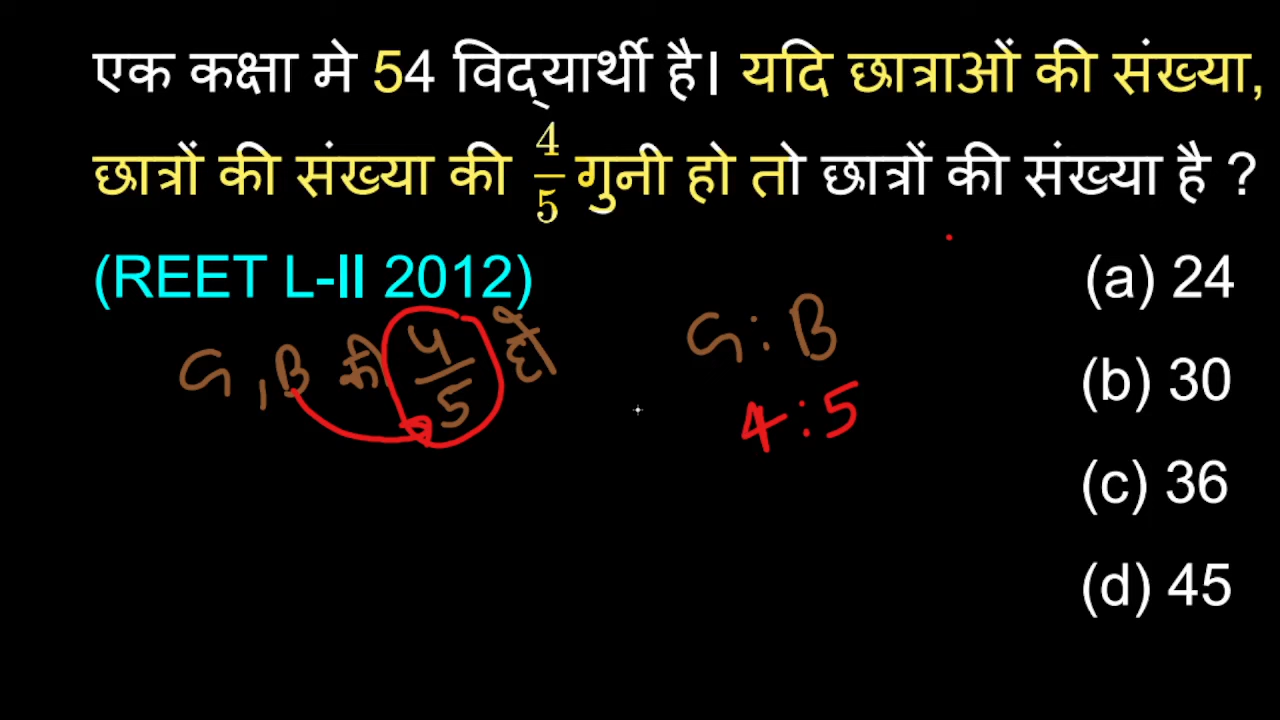 एक कक्षा मे 54 विद्यार्थी है। यदि छात्राओं की संख्या,
छात्रों की संख्या की 4/5 गुनी हो तो छात्रों की संख्या है ?
(REET L-II 2012)
(a) 24
G , B की 4/5 हो
G : B
(b) 30
4 : 5
(c) 36
(d) 45